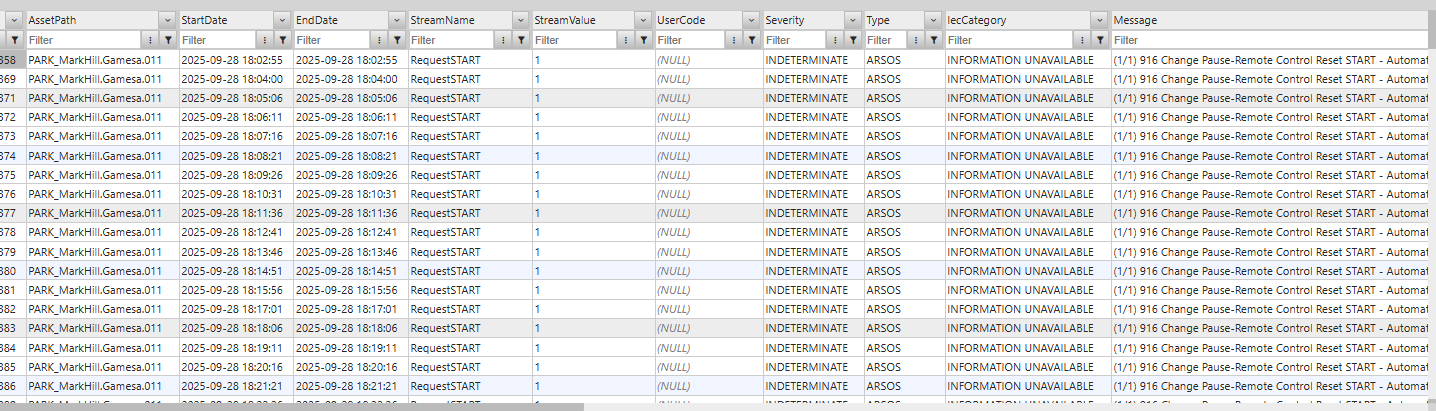 AssetPath StartDate EndDate StreamName StreamValue UserCode Severity Type IecCategory Message
Filter Filter Filter Filter Filter Filter Filter Filter Filter Filter
358 PARK_MarkHill.Gamesa.011 2025-09-28 18:02:55 2025-09-28 18:02:55 RequestSTART 1 (NULL) INDETERMINATE ARSOS INFORMATION UNAVAILABLE (1/1) 916 Change Pause-Remote Control Reset START - Automat
369 PARK_MarkHill.Gamesa.011 2025-09-28 18:04:00 2025-09-28 18:04:00 RequestSTART 1 (NULL) INDETERMINATE ARSOS INFORMATION UNAVAILABLE (1/1) 916 Change Pause-Remote Control Reset START - Automat
371 PARK_MarkHill.Gamesa.011 2025-09-28 18:05:06 2025-09-28 18:05:06 RequestSTART 1 (NULL) INDETERMINATE ARSOS INFORMATION UNAVAILABLE (1/1) 916 Change Pause-Remote Control Reset START - Automat
372 PARK_MarkHill.Gamesa.011 2025-09-28 18:06:11 2025-09-28 18:06:11 RequestSTART 1 (NULL) INDETERMINATE ARSOS INFORMATION UNAVAILABLE (1/1) 916 Change Pause-Remote Control Reset START - Automat
373 PARK_MarkHill.Gamesa.011 2025-09-28 18:07:16 2025-09-28 18:07:16 RequestSTART 1 (NULL) INDETERMINATE ARSOS INFORMATION UNAVAILABLE (1/1) 916 Change Pause-Remote Control Reset START - Automat
374 PARK_MarkHill.Gamesa.011 2025-09-28 18:08:21 2025-09-28 18:08:21 RequestSTART 1 (NULL) INDETERMINATE ARSOS INFORMATION UNAVAILABLE (1/1) 916 Change Pause-Remote Control Reset START - Automat
375 PARK_MarkHill.Gamesa.011 2025-09-28 18:09:26 2025-09-28 18:09:26 RequestSTART 1 (NULL) INDETERMINATE ARSOS INFORMATION UNAVAILABLE (1/1) 916 Change Pause-Remote Control Reset START - Automat
376 PARK_MarkHill.Gamesa.011 2025-09-28 18:10:31 2025-09-28 18:10:31 RequestSTART 1 (NULL) INDETERMINATE ARSOS INFORMATION UNAVAILABLE (1/1) 916 Change Pause-Remote Control Reset START - Automat
377 PARK_MarkHill.Gamesa.011 2025-09-28 18:11:36 2025-09-28 18:11:36 RequestSTART 1 (NULL) INDETERMINATE ARSOS INFORMATION UNAVAILABLE (1/1) 916 Change Pause-Remote Control Reset START - Automat
378 PARK_MarkHill.Gamesa.011 2025-09-28 18:12:41 2025-09-28 18:12:41 RequestSTART 1 (NULL) INDETERMINATE ARSOS INFORMATION UNAVAILABLE (1/1) 916 Change Pause-Remote Control Reset START - Automat
379 PARK_MarkHill.Gamesa.011 2025-09-28 18:13:46 2025-09-28 18:13:46 RequestSTART 1 (NULL) INDETERMINATE ARSOS INFORMATION UNAVAILABLE (1/1) 916 Change Pause-Remote Control Reset START - Automat
380 PARK_MarkHill.Gamesa.011 2025-09-28 18:14:51 2025-09-28 18:14:51 RequestSTART 1 (NULL) INDETERMINATE ARSOS INFORMATION UNAVAILABLE (1/1) 916 Change Pause-Remote Control Reset START - Automat
381 PARK_MarkHill.Gamesa.011 2025-09-28 18:15:56 2025-09-28 18:15:56 RequestSTART 1 (NULL) INDETERMINATE ARSOS INFORMATION UNAVAILABLE (1/1) 916 Change Pause-Remote Control Reset START - Automat
382 PARK_MarkHill.Gamesa.011 2025-09-28 18:17:01 2025-09-28 18:17:01 RequestSTART 1 (NULL) INDETERMINATE ARSOS INFORMATION UNAVAILABLE (1/1) 916 Change Pause-Remote Control Reset START - Automat
383 PARK_MarkHill.Gamesa.011 2025-09-28 18:18:06 2025-09-28 18:18:06 RequestSTART 1 (NULL) INDETERMINATE ARSOS INFORMATION UNAVAILABLE (1/1) 916 Change Pause-Remote Control Reset START - Automat
384 PARK_MarkHill.Gamesa.011 2025-09-28 18:19:11 2025-09-28 18:19:11 RequestSTART 1 (NULL) INDETERMINATE ARSOS INFORMATION UNAVAILABLE (1/1) 916 Change Pause-Remote Control Reset START - Automat
385 PARK_MarkHill.Gamesa.011 2025-09-28 18:20:16 2025-09-28 18:20:16 RequestSTART 1 (NULL) INDETERMINATE ARSOS INFORMATION UNAVAILABLE (1/1) 916 Change Pause-Remote Control Reset START - Automat
386 PARK_MarkHill.Gamesa.011 2025-09-28 18:21:21 2025-09-28 18:21:21 RequestSTART 1 (NULL) INDETERMINATE ARSOS INFORMATION UNAVAILABLE (1/1) 916 Change Pause-Remote Control Reset START - Automat